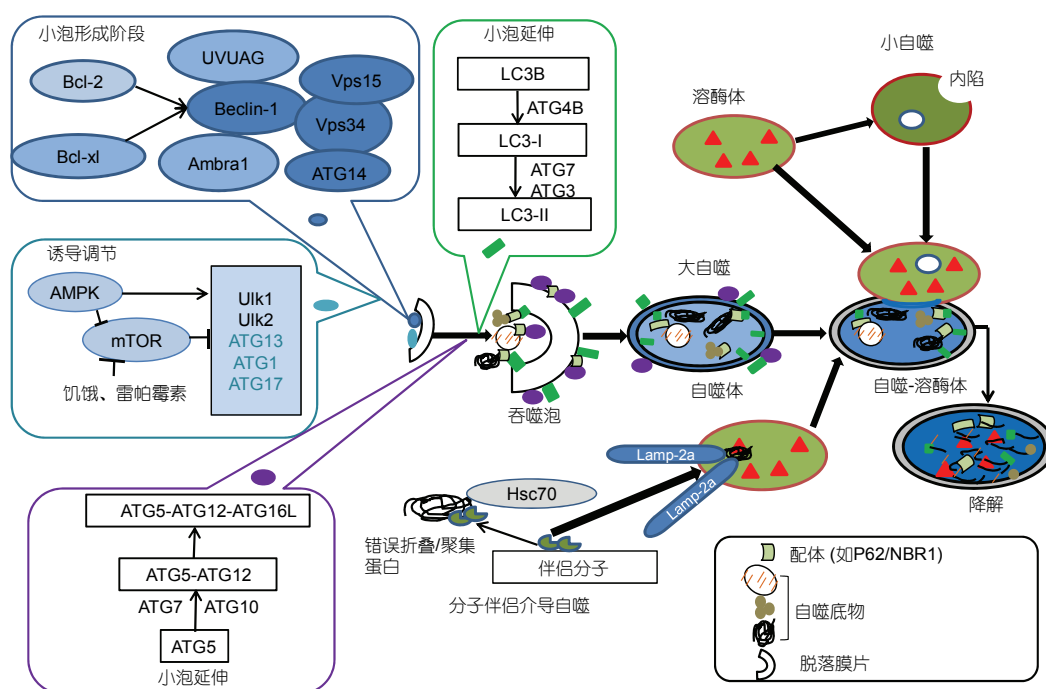 小泡形成阶段
UVUAG
Bcl-2
Vps15
Beclin-1
Vps34
Bcl-xl
Ambra1
ATG14
小泡延伸
LC3B
ATG4B
LC3-I
ATG7
ATG3
LC3-II
小自噬
内陷
溶酶体
诱导调节
AMPK
mTOR
饥饿、雷帕霉素
Ulk1
Ulk2
ATG13
ATG1
ATG17
吞噬泡
大自噬
自噬体
自噬-溶酶体
降解
ATG5-ATG12-ATG16L
ATG5-ATG12
ATG7
ATG10
ATG5
小泡延伸
Lamp-2a
Lamp-2a
Hsc70
错误折叠/聚集
蛋白
伴侣分子
分子伴侣介导自噬
配体 (如P62/NBR1)
自噬底物
脱落膜片